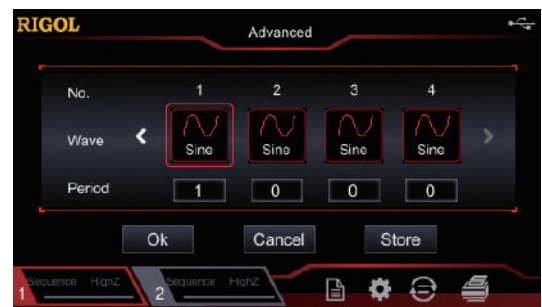 RIGOL Advanced
No. 1 2 3 4
Wave Sine Sine Sine Sine
Period 1 0 0 0
Ok Cancel Store
1 Sequence HighZ 2 Sequence HighZ